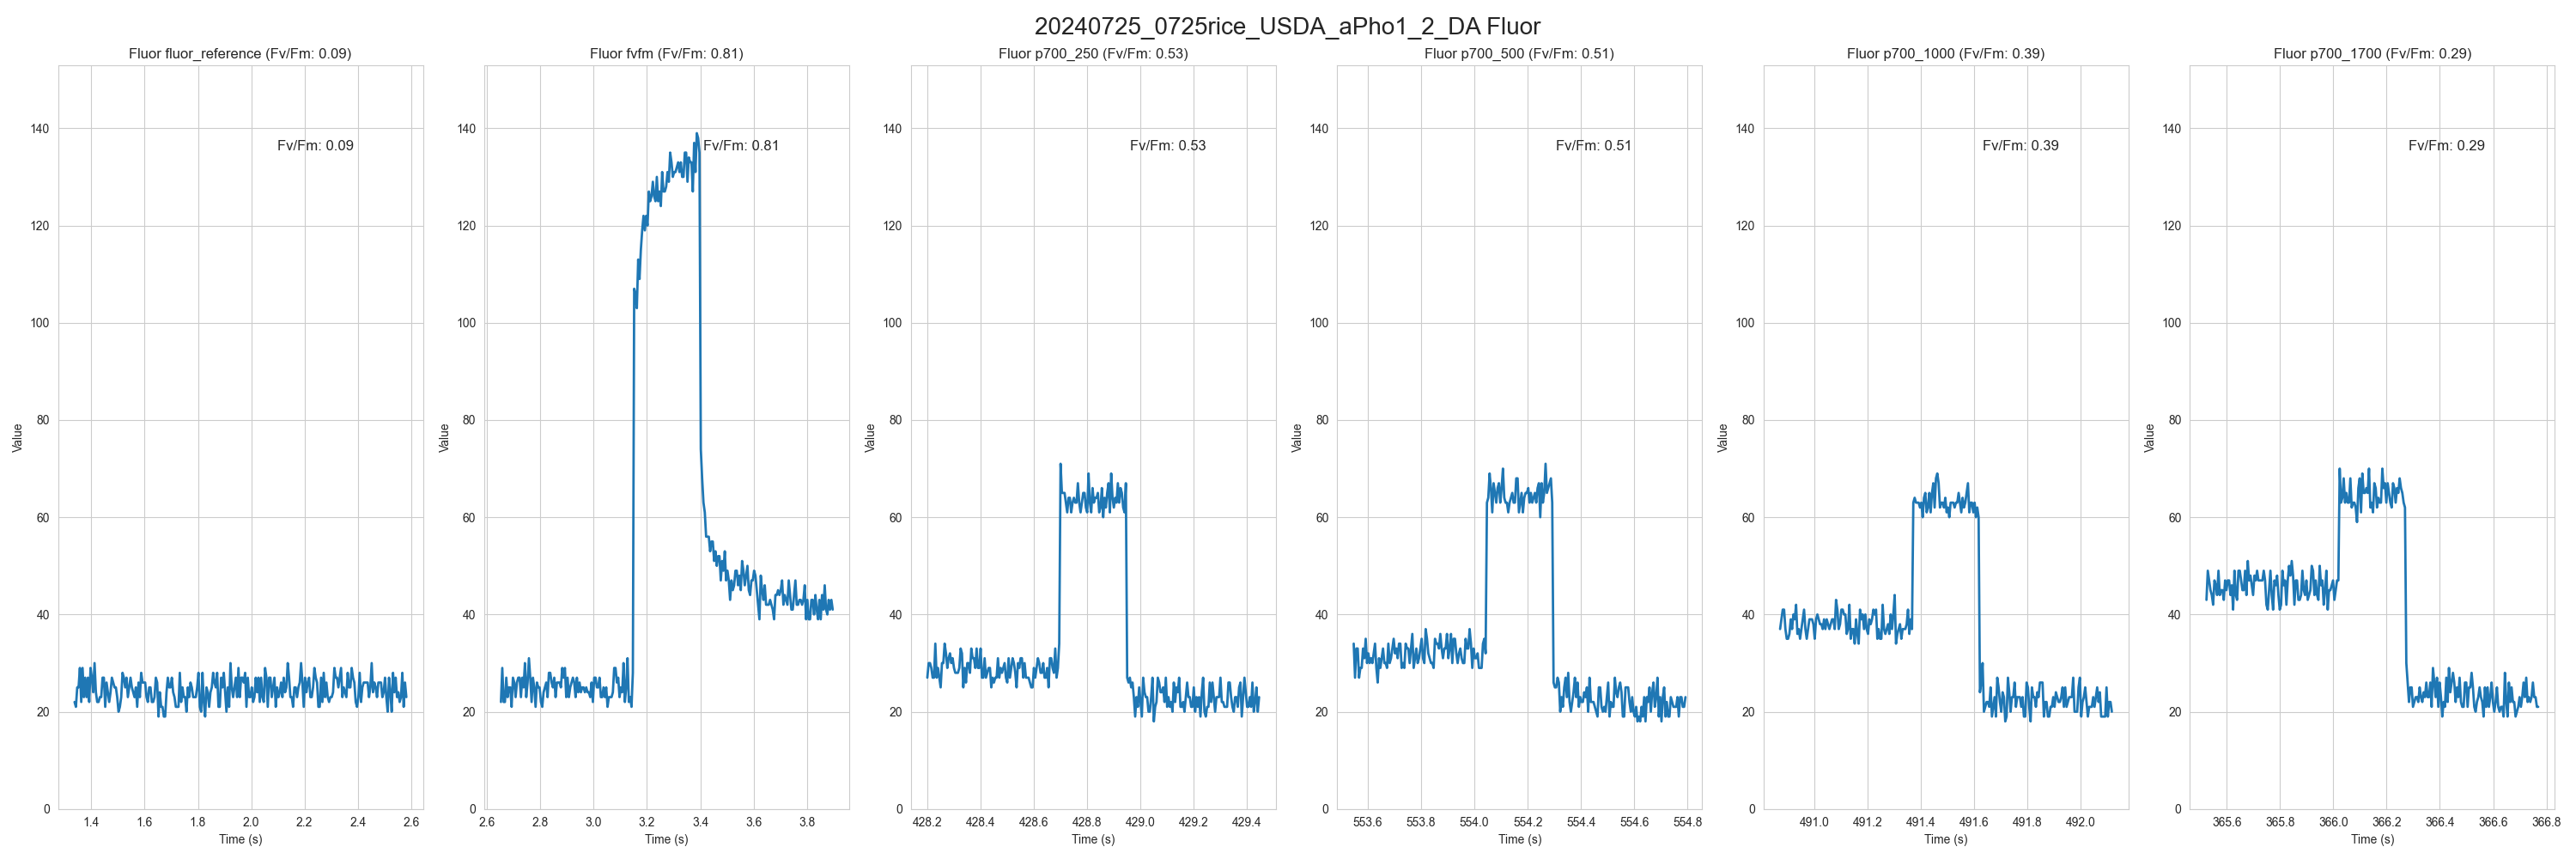 20240725_0725rice_USDA_aPho1_2_DA Fluor
Fluor fluor_reference (Fv/Fm: 0.09)
Value
140
120
100
80
60
40
20
0
Fv/Fm: 0.09
1.4 1.6 1.8 2.0 2.2 2.4 2.6
Time (s)
Fluor fvfm (Fv/Fm: 0.81)
Value
140
120
100
80
60
40
20
0
Fv/Fm: 0.81
2.6 2.8 3.0 3.2 3.4 3.6 3.8
Time (s)
Fluor p700_250 (Fv/Fm: 0.53)
Value
140
120
100
80
60
40
20
0
Fv/Fm: 0.53
428.2 428.4 428.6 428.8 429.0 429.2 429.4
Time (s)
Fluor p700_500 (Fv/Fm: 0.51)
Value
140
120
100
80
60
40
20
0
Fv/Fm: 0.51
553.6 553.8 554.0 554.2 554.4 554.6 554.8
Time (s)
Fluor p700_1000 (Fv/Fm: 0.39)
Value
140
120
100
80
60
40
20
0
Fv/Fm: 0.39
491.0 491.2 491.4 491.6 491.8 492.0
Time (s)
Fluor p700_1700 (Fv/Fm: 0.29)
Value
140
120
100
80
60
40
20
0
Fv/Fm: 0.29
365.6 365.8 366.0 366.2 366.4 366.6 366.8
Time (s)